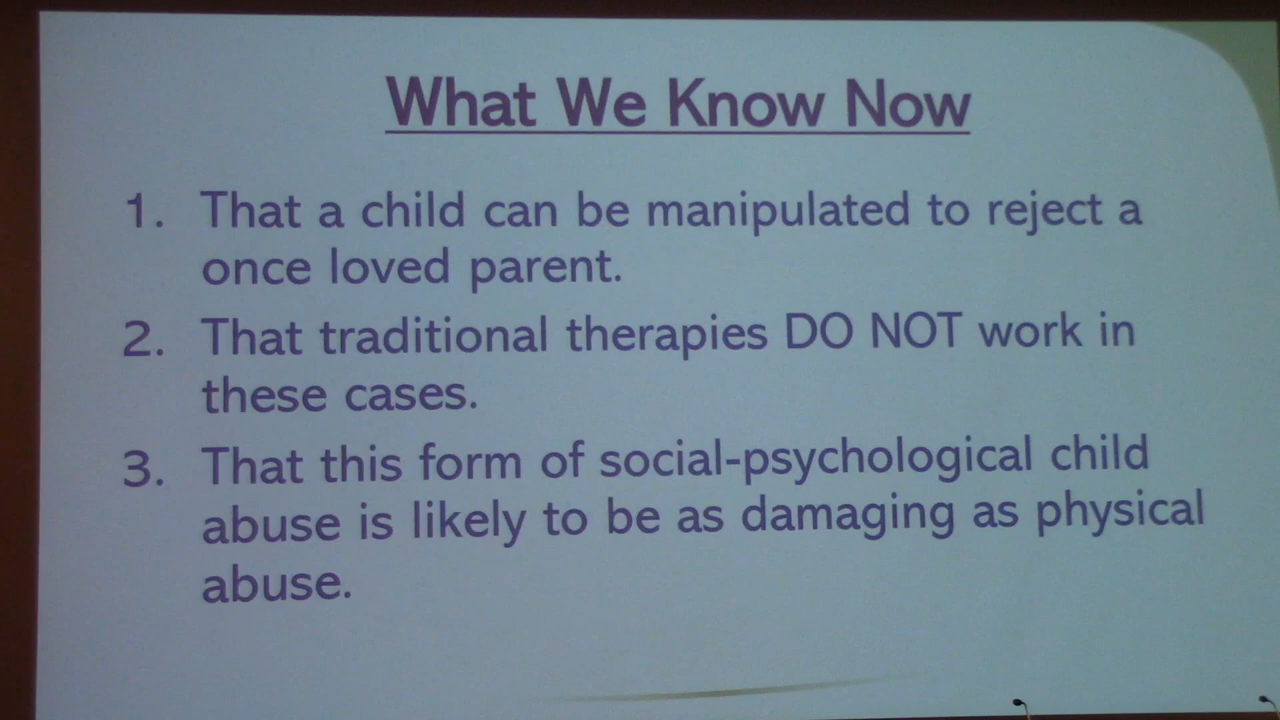 What We Know Now
1. That a child can be manipulated to reject a
once loved parent.
2. That traditional therapies DO NOT work in
these cases.
3. That this form of social-psychological child
abuse is likely to be as damaging as physical
abuse.